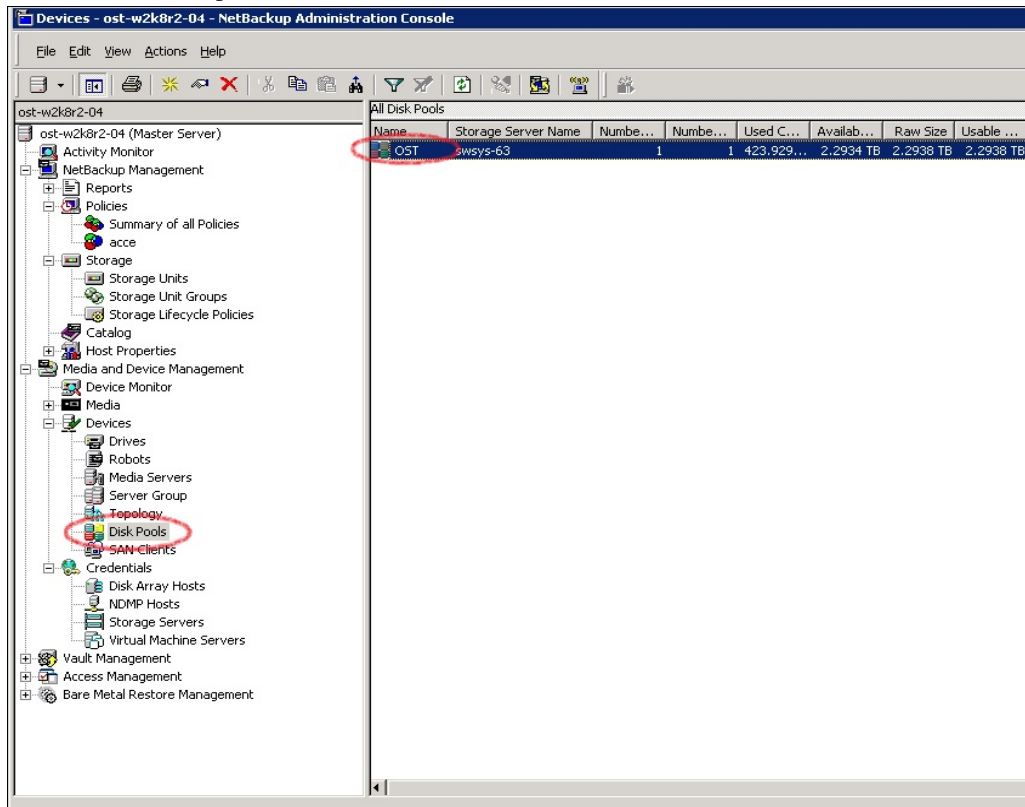 Devices - ost-w2k8r2-04 - NetBackup Administration Console
File Edit View Actions Help
ost-w2k8r2-04
All Disk Pools
ost-w2k8r2-04 (Master Server)
Activity Monitor
NetBackup Management
Reports
Policies
Summary of all Policies
acce
Storage
Storage Units
Storage Unit Groups
Storage Lifecycle Policies
Catalog
Host Properties
Media and Device Management
Device Monitor
Media
Devices
Drives
Robots
Media Servers
Server Group
Topology
Disk Pools
SAN Clients
Credentials
Disk Array Hosts
NDMP Hosts
Storage Servers
Virtual Machine Servers
Vault Management
Access Management
Bare Metal Restore Management
Name Storage Server Name Numbe... Numbe... Used C... Availab... Raw Size Usable ...
OST swsys-63 1 1 423.929... 2.2934 TB 2.2938 TB 2.2938 TB